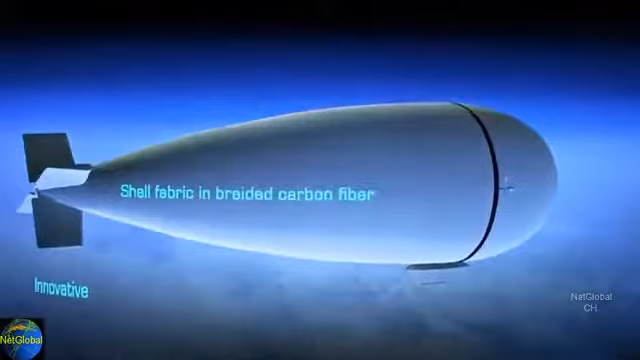 Shell fabric in braided carbon fiber
Innovative
NetGlobal
CH.
NetGlobal